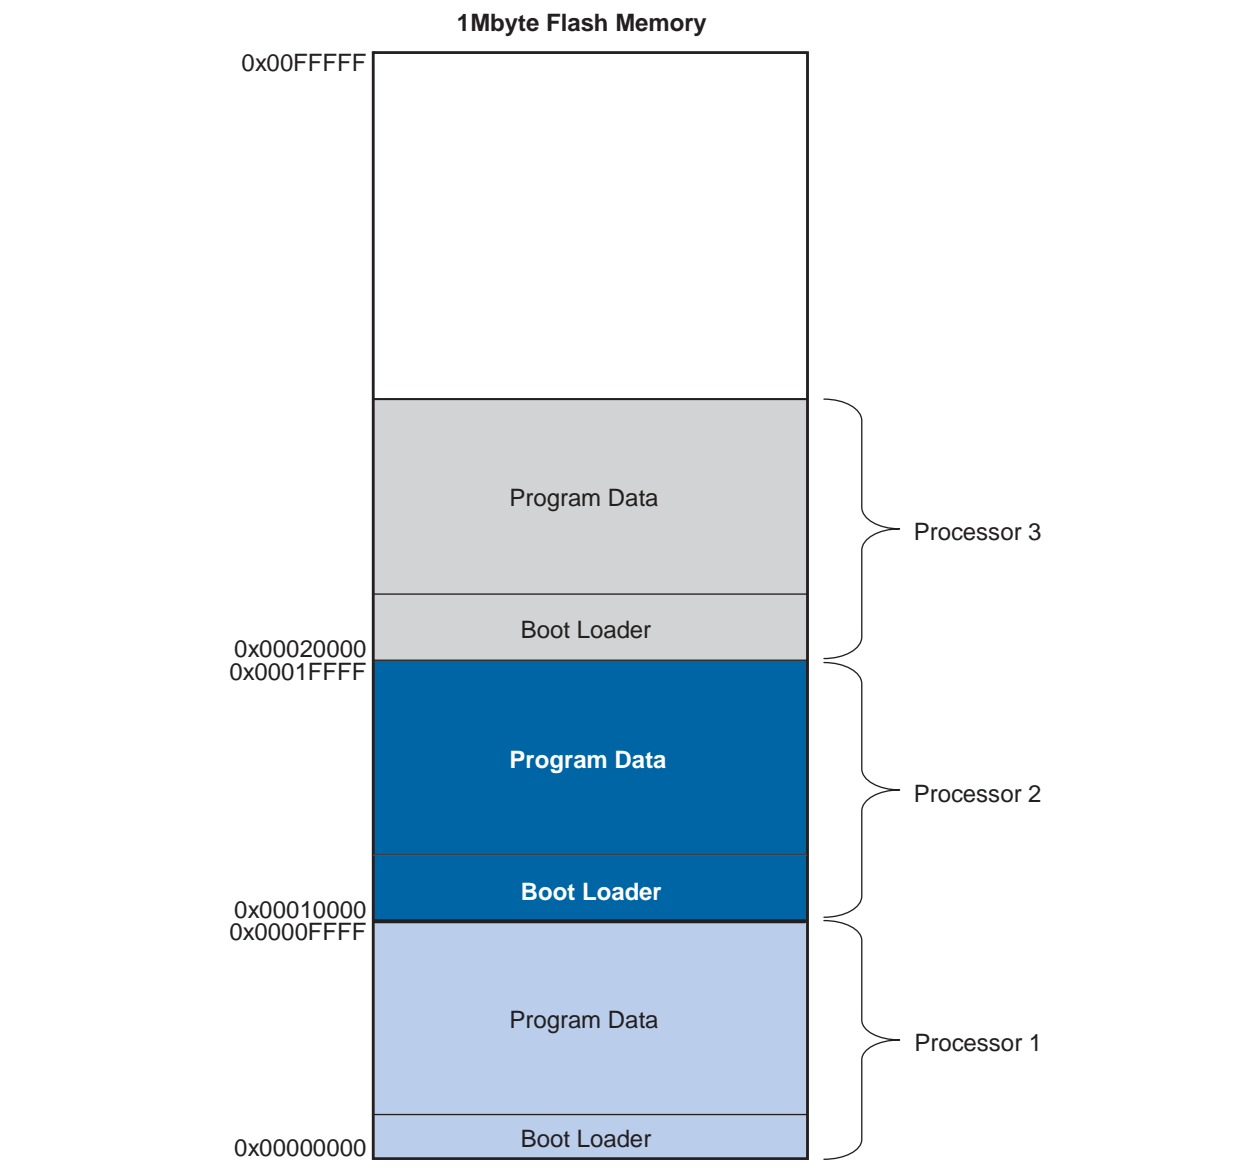 1Mbyte Flash Memory
0x00FFFFF
Program Data
Processor 3
Boot Loader
0x00020000
0x0001FFFF
Program Data
Processor 2
Boot Loader
0x00010000
0x0000FFFF
Program Data
Processor 1
Boot Loader
0x00000000